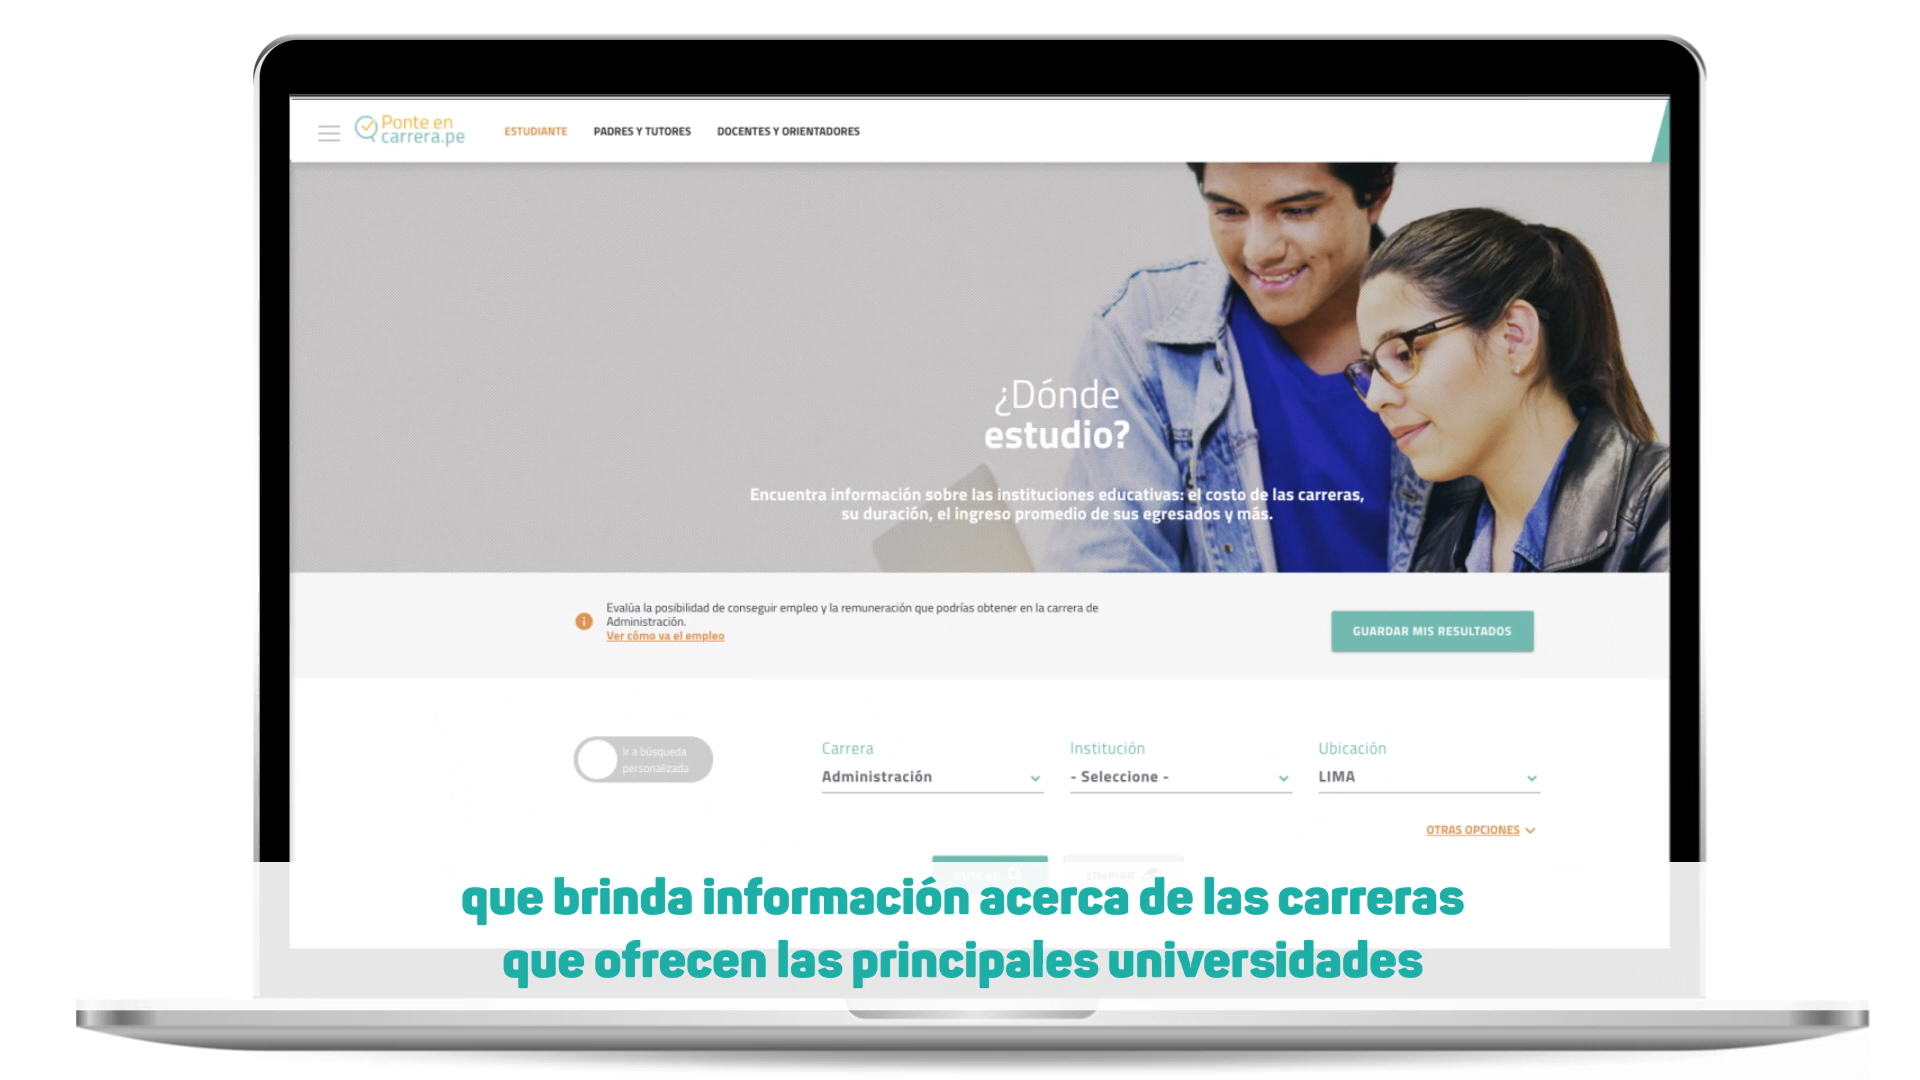 Ponte en
carrera.pe
ESTUDIANTE
PADRES Y TUTORES
DOCENTES Y ORIENTADORES
¿Dónde
estudio?
Encuentra información sobre las instituciones educativas: el costo de las carreras,
su duración, el ingreso promedio de sus egresados y más.
Evalúa la posibilidad de conseguir empleo y la remuneración que podrías obtener en la carrera de
Administración.
Ver cómo va el empleo
GUARDAR MIS RESULTADOS
Ir a búsqueda
personalizada
Carrera
Administración
Institución
- Seleccione -
Ubicación
LIMA
OTRAS OPCIONES
LIMPIAR
que brinda información acerca de las carreras
que ofrecen las principales universidades